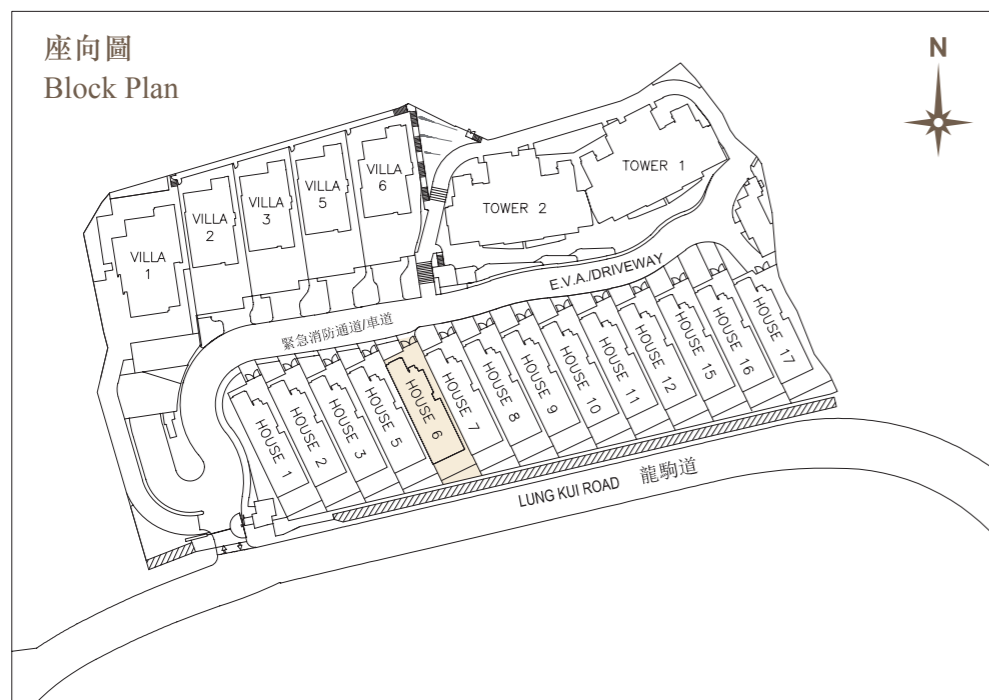 座向圖
Block Plan
N
VILLA
1
VILLA
2
VILLA
3
VILLA
5
VILLA
6
TOWER 2
TOWER 1
E.V.A./DRIVEWAY
緊急消防通道/車道
HOUSE 1
HOUSE 2
HOUSE 3
HOUSE 5
HOUSE 6
HOUSE 7
HOUSE 8
HOUSE 9
HOUSE 10
HOUSE 11
HOUSE 12
HOUSE 15
HOUSE 16
HOUSE 17
LUNG KUI ROAD 龍駒道